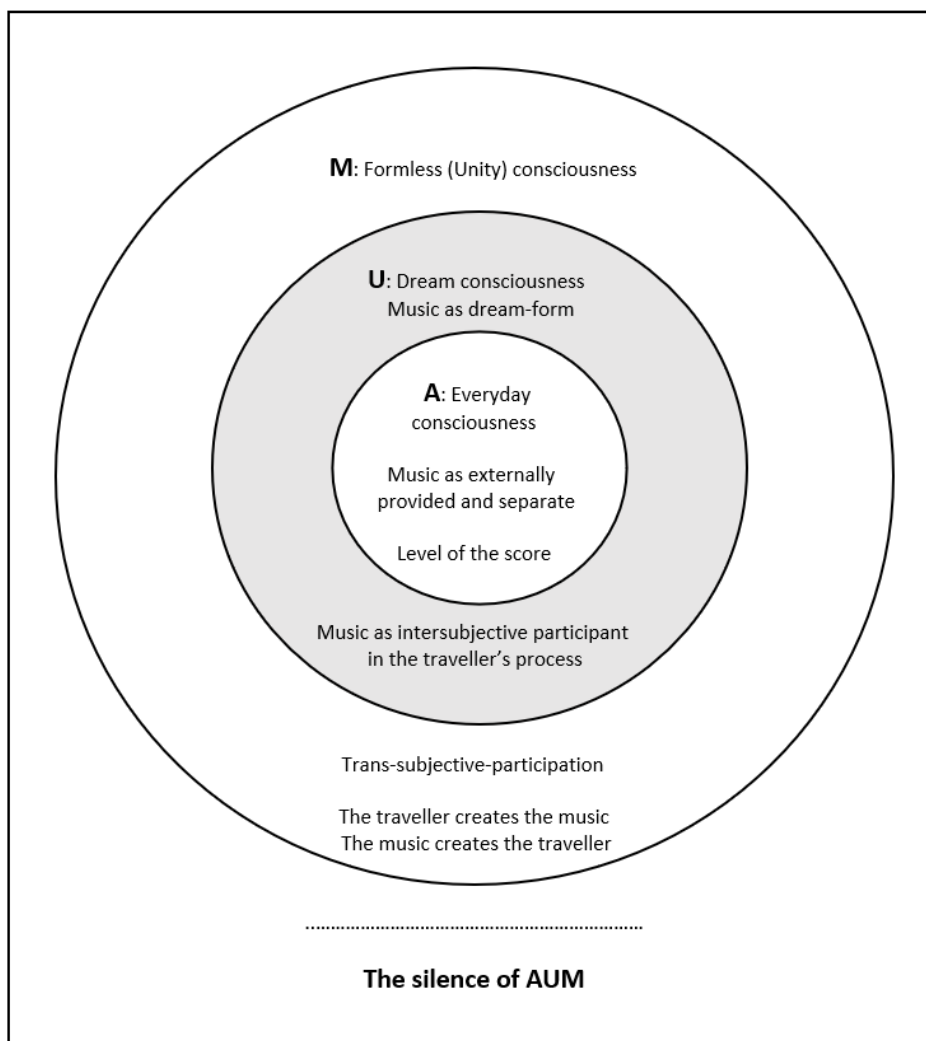 M: Formless (Unity) consciousness
U: Dream consciousness
Music as dream-form
A: Everyday
consciousness
Music as externally
provided and separate
Level of the score
Music as intersubjective participant
in the traveller’s process
Trans-subjective-participation
The traveller creates the music
The music creates the traveller
The silence of AUM